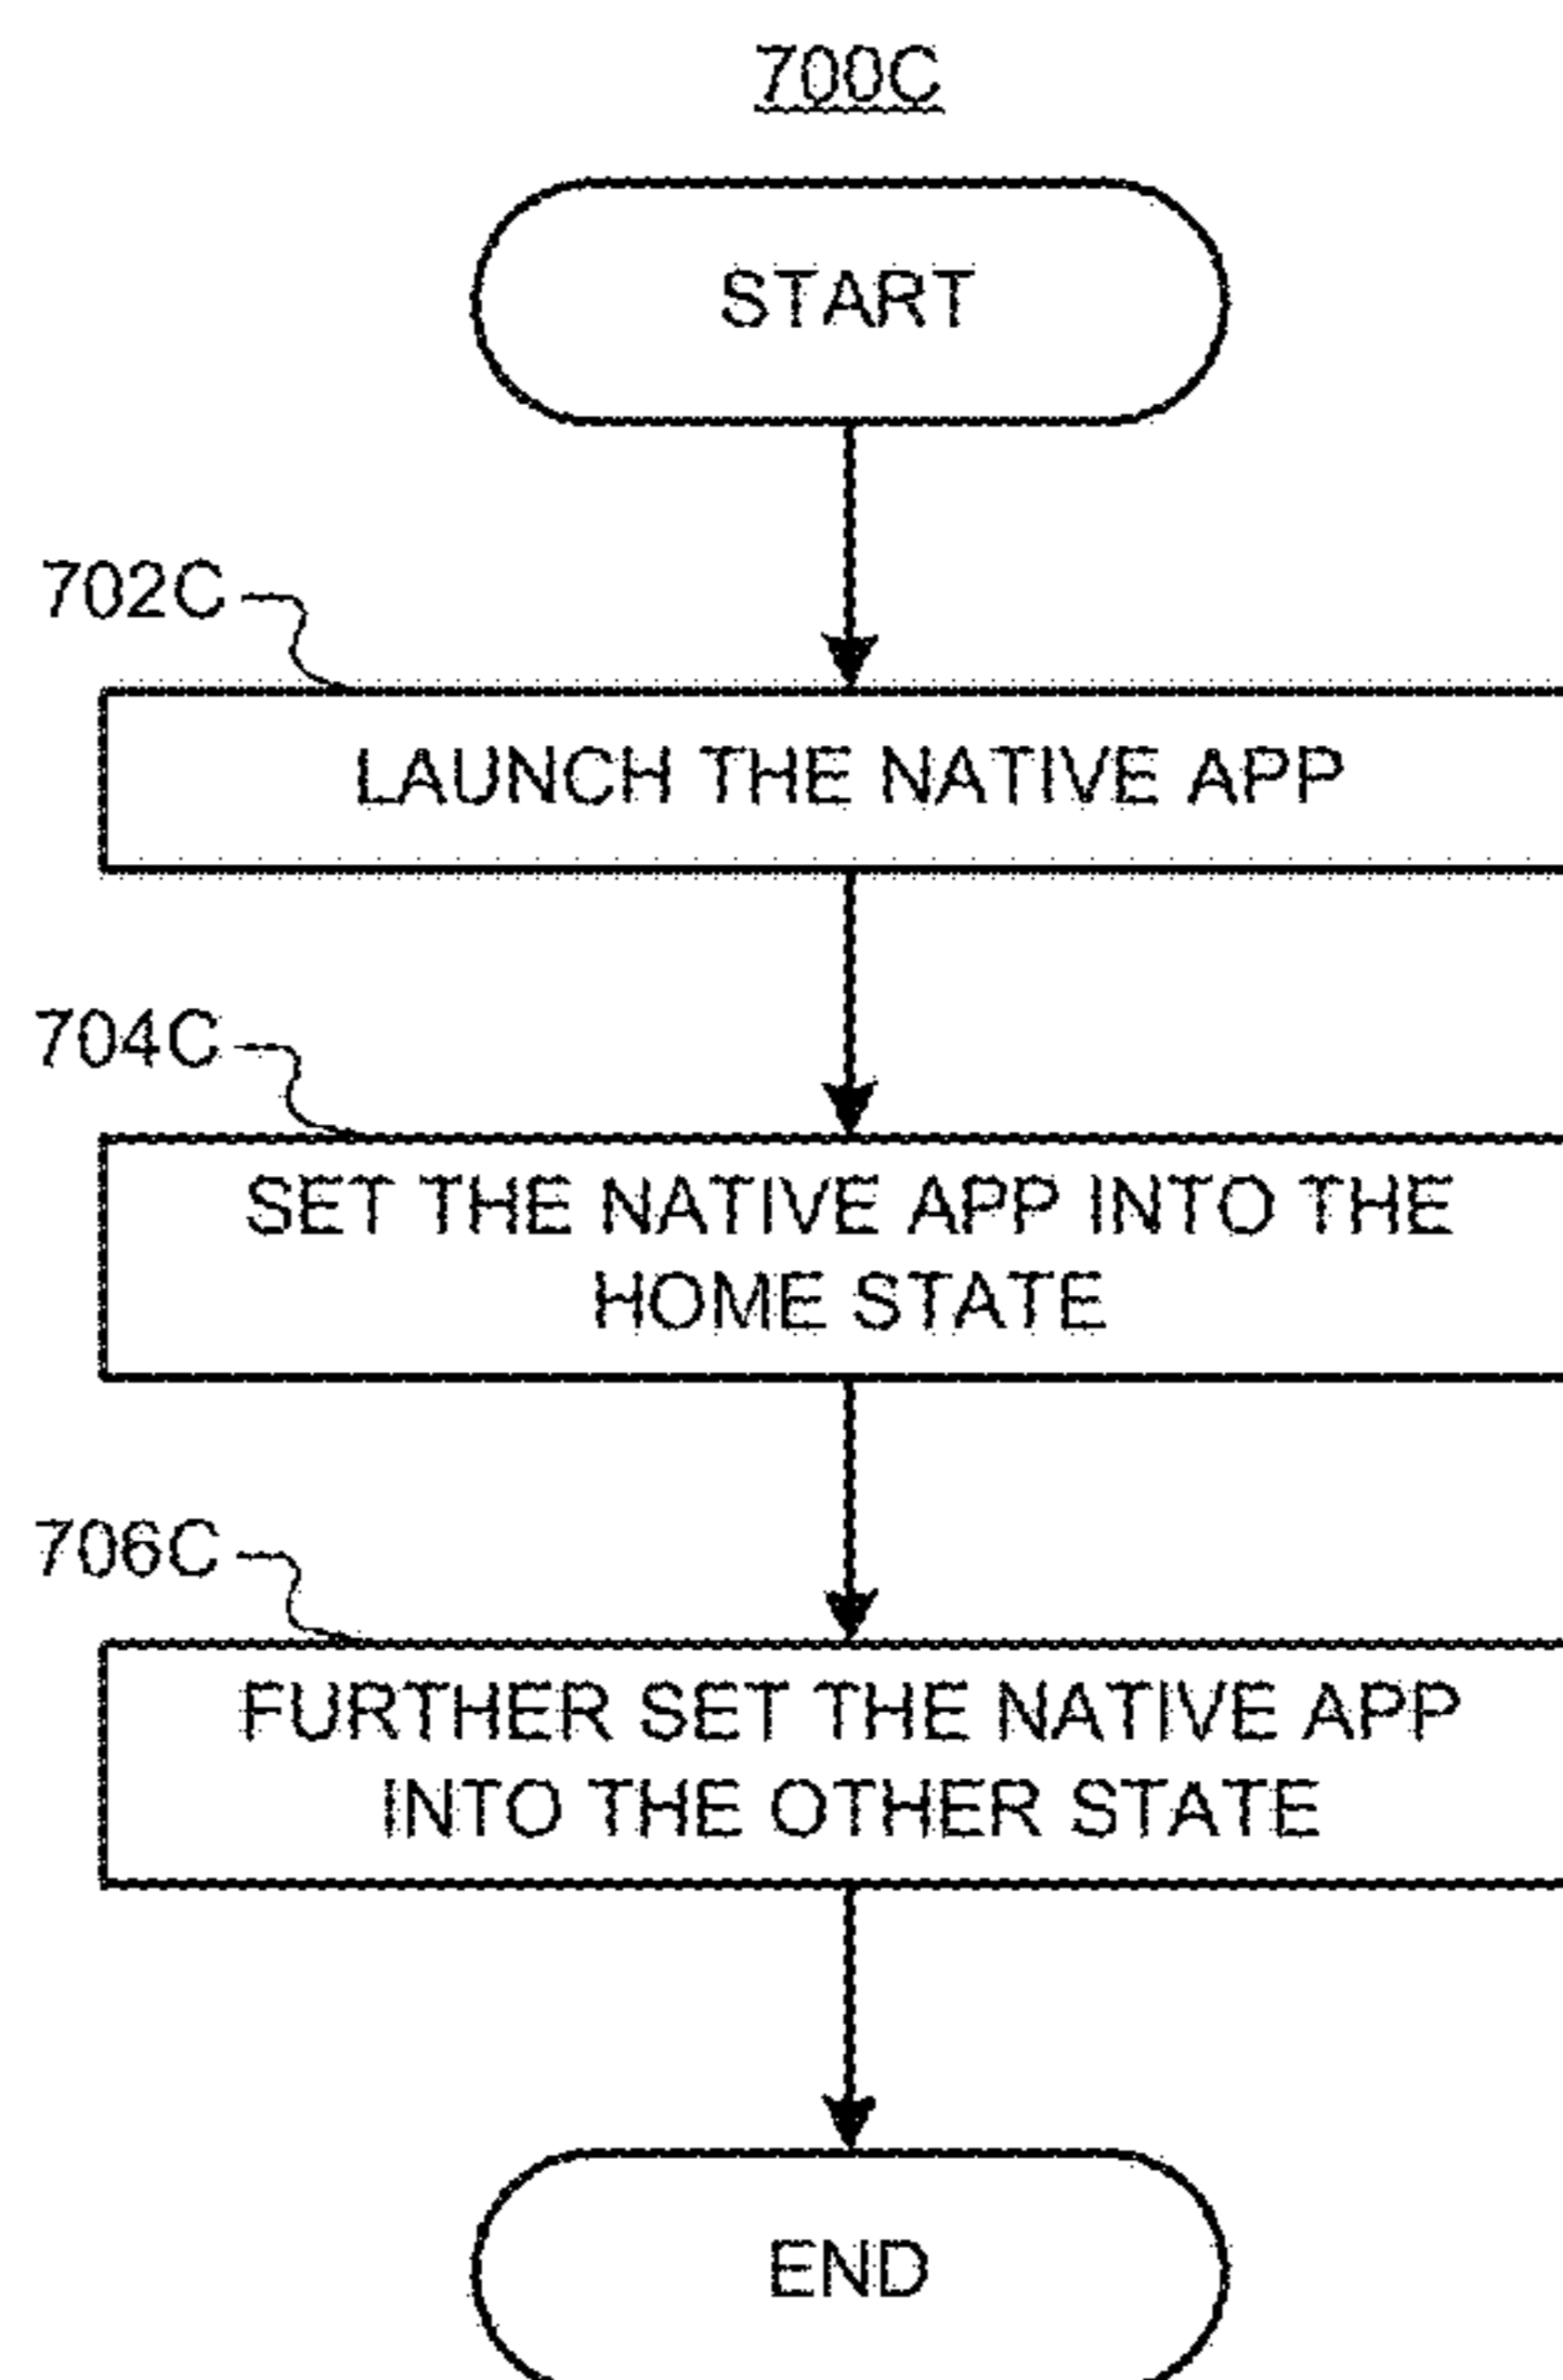 700C
START
702C
LAUNCH THE NATIVE APP
704C
SET THE NATIVE APP INTO THE
HOME STATE
706C
FURTHER SET THE NATIVE APP
INTO THE OTHER STATE
END